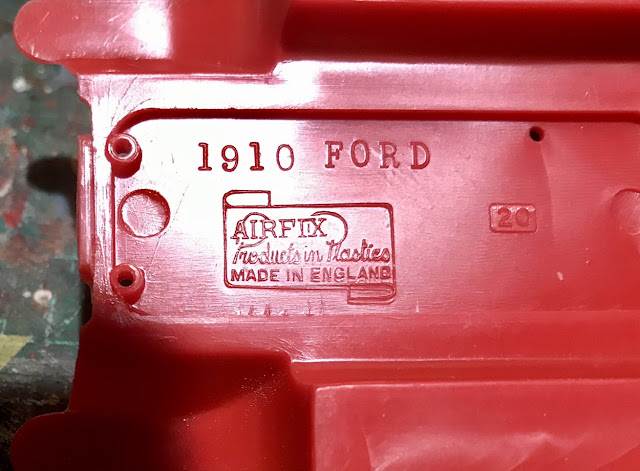 1910 FORD
AIRFIX
Products in Plastics
MADE IN ENGLAND
20